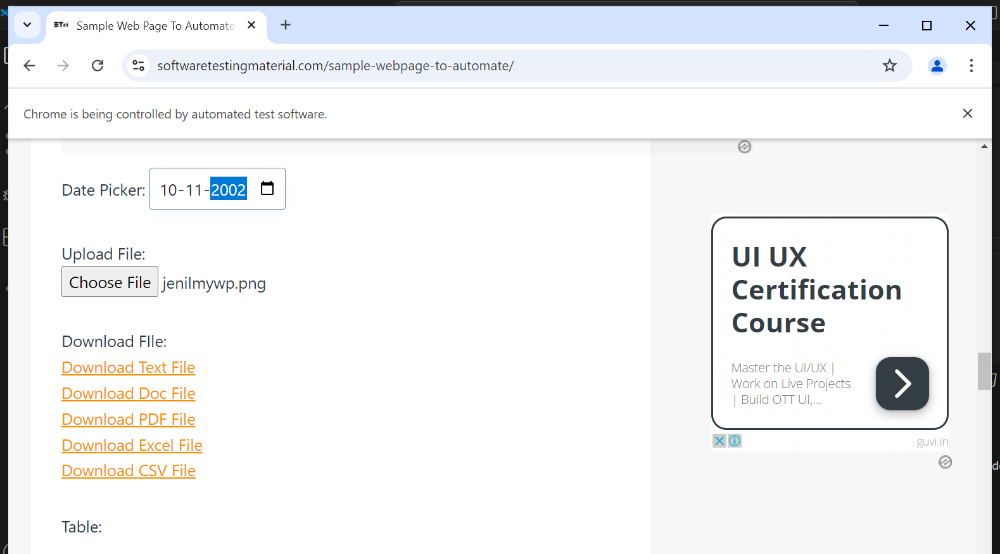 STM Sample Web Page To Automate
softwaretestingmaterial.com/sample-webpage-to-automate/
Chrome is being controlled by automated test software.
Date Picker: 10-11-2002
Upload File:
Choose File jenilmywp.png
Download FIle:
Download Text File
Download Doc File
Download PDF File
Download Excel File
Download CSV File
Table:
UI UX
Certification
Course
Master the UI/UX |
Work on Live Projects
| Build OTT UI,...
guvi.in